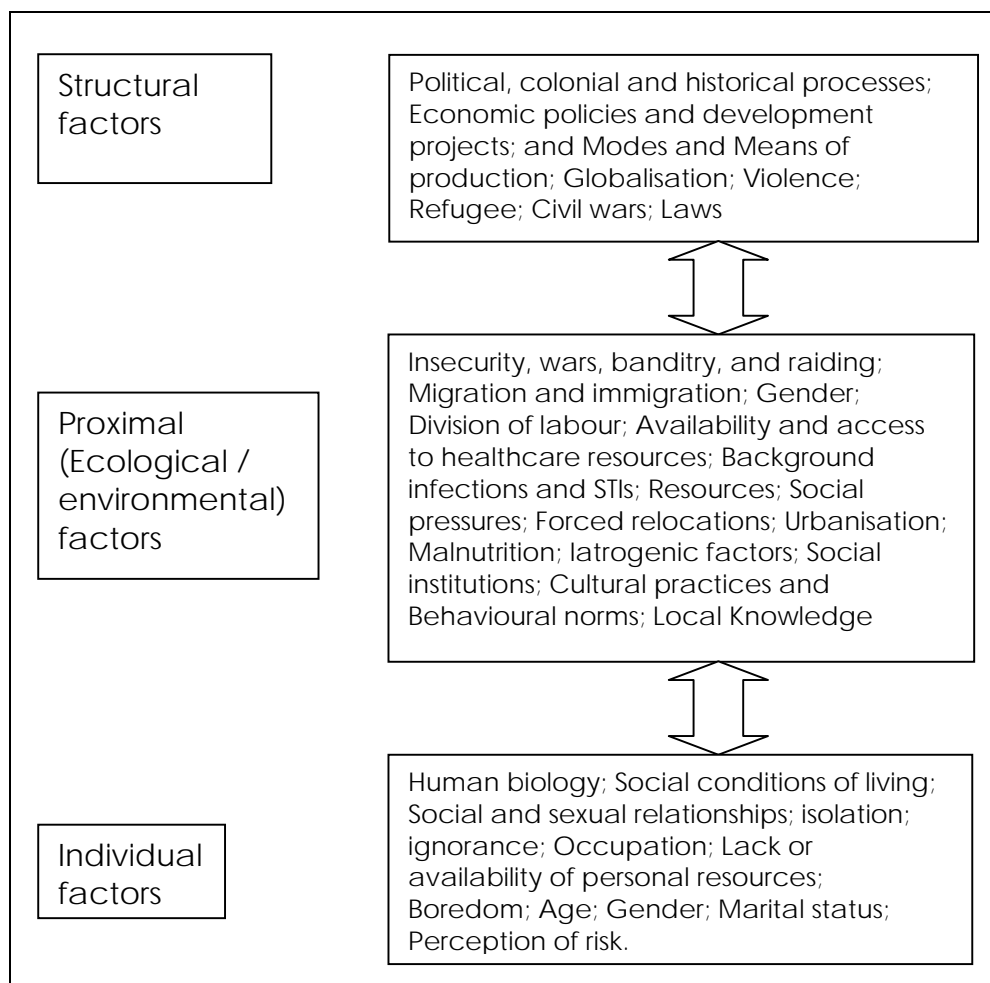 Structural
factors
Political, colonial and historical processes;
Economic policies and development
projects; and Modes and Means of
production; Globalisation; Violence;
Refugee; Civil wars; Laws
Proximal
(Ecological /
environmental)
factors
Insecurity, wars, banditry, and raiding;
Migration and immigration; Gender;
Division of labour; Availability and access
to healthcare resources; Background
infections and STIs; Resources; Social
pressures; Forced relocations; Urbanisation;
Malnutrition; Iatrogenic factors; Social
institutions; Cultural practices and
Behavioural norms; Local Knowledge
Individual
factors
Human biology; Social conditions of living;
Social and sexual relationships; isolation;
ignorance; Occupation; Lack or
availability of personal resources;
Boredom; Age; Gender; Marital status;
Perception of risk.